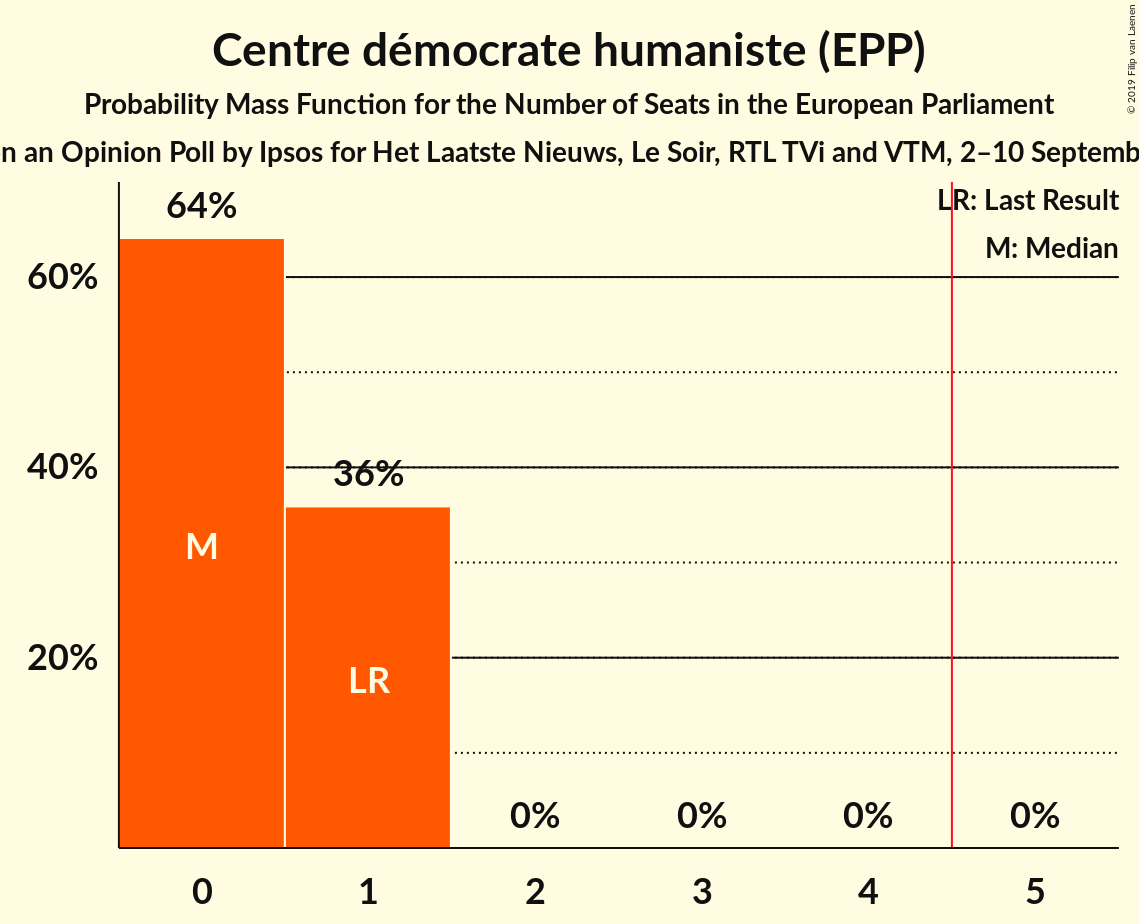 Centre démocrate humaniste (EPP)
Probability Mass Function for the Number of Seats in the European Parliament
n an Opinion Poll by Ipsos for Het Laatste Nieuws, Le Soir, RTL TVi and VTM, 2–10 Septemb
© 2019 Filip van Laenen
LR: Last Result
M: Median
64%
60%
40%
36%
20%
M
LR
0%
0%
0%
0%
0
1
2
3
4
5